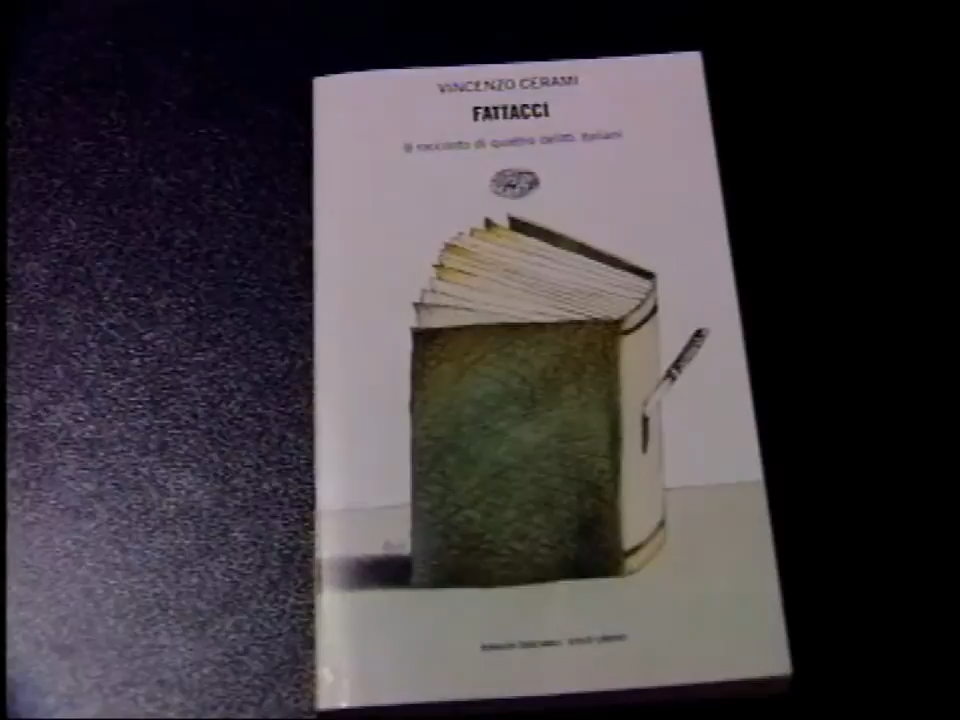 VINCENZO CERAMI
FATTACCI
Il racconto di quattro delitti italiani